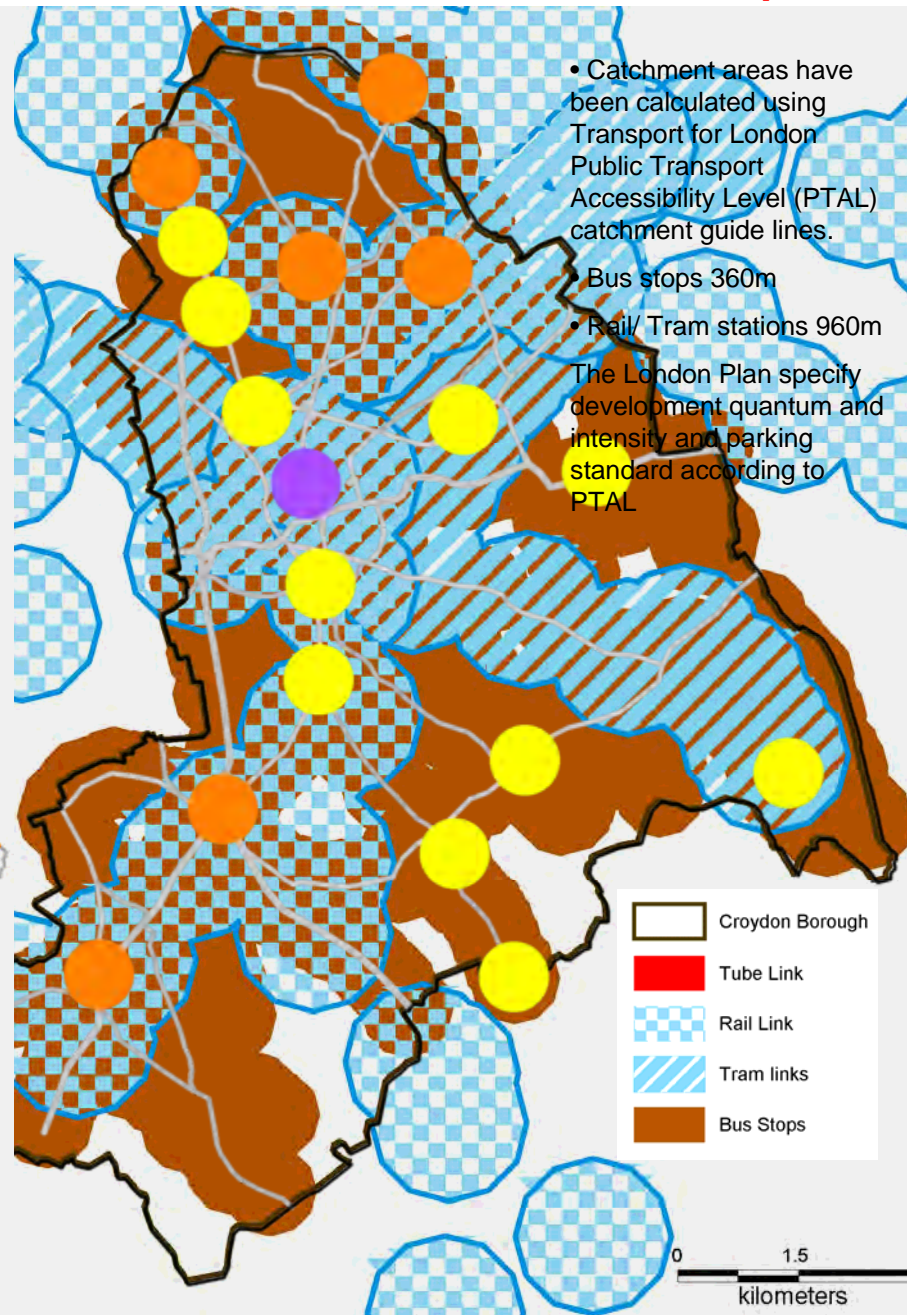 • Catchment areas have
been calculated using
Transport for London
Public Transport
Accessibility Level (PTAL)
catchment guide lines.
• Bus stops 360m
• Rail/ Tram stations 960m
The London Plan specify
development quantum and
intensity and parking
standard according to
PTAL
Croydon Borough
Tube Link
Rail Link
Tram links
Bus Stops
0 1.5
kilometers